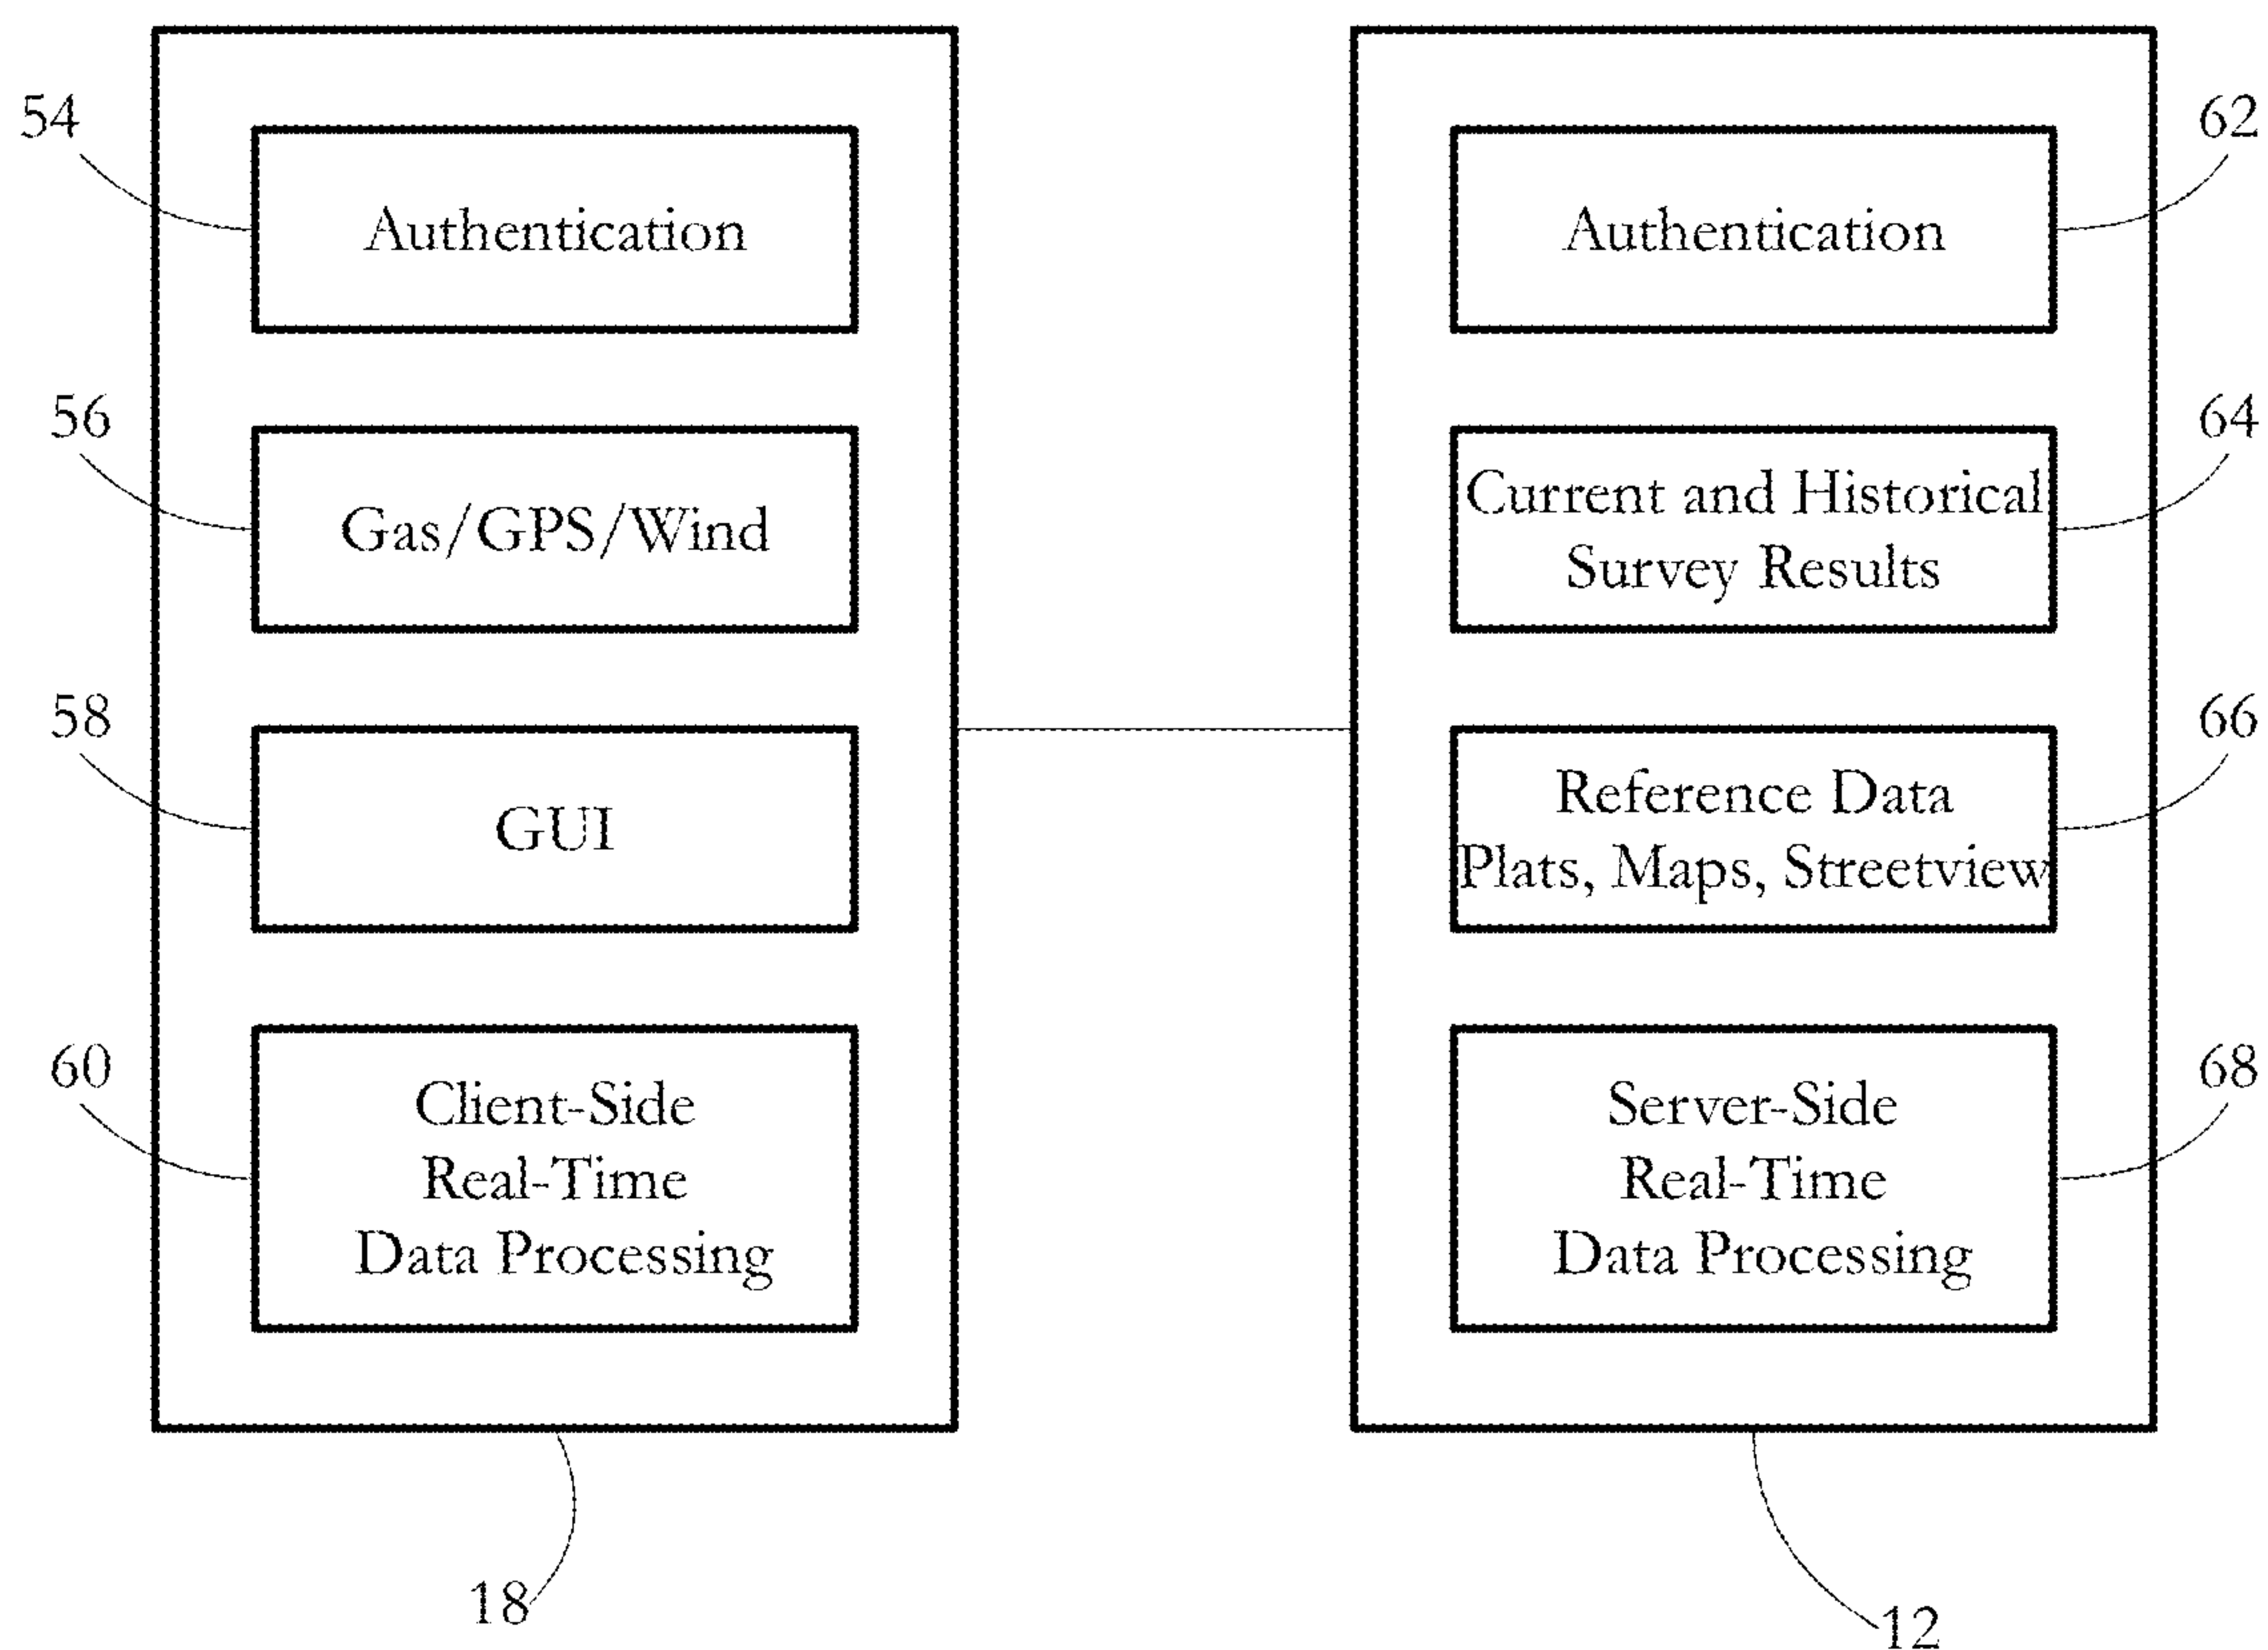 54
Authentication
56
Gas/GPS/Wind
58
GUI
60
Client-Side
Real-Time
Data Processing
18
62
Authentication
64
Current and Historical
Survey Results
66
Reference Data
Plats, Maps, Streetview
68
Server-Side
Real-Time
Data Processing
12